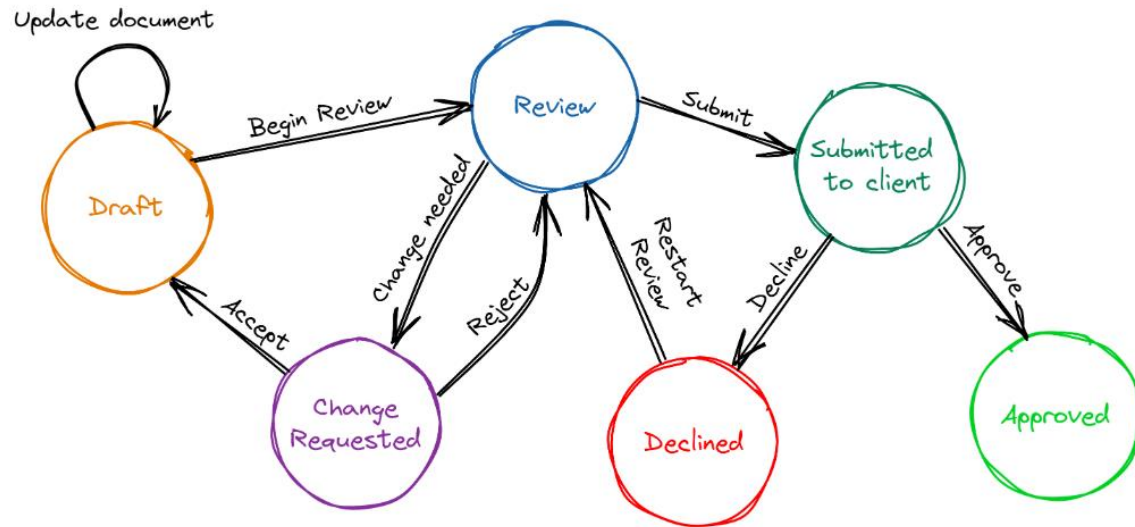 Update document
Begin Review
Review
Submit
Submitted
to client
Draft
Change needed
Reject
Restart
Review
Decline
Approve
Accept
Change
Requested
Declined
Approved